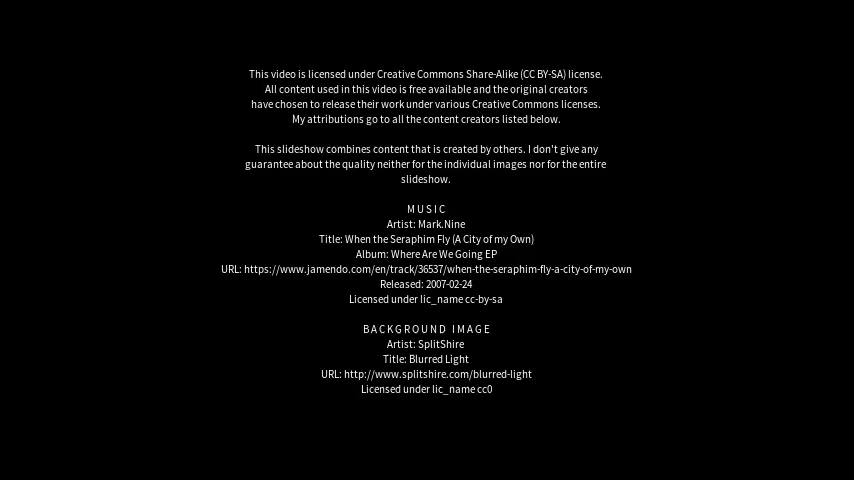 This video is licensed under Creative Commons Share-Alike (CC BY-SA) license.
All content used in this video is free available and the original creators
have chosen to release their work under various Creative Commons licenses.
My attributions go to all the content creators listed below.
This slideshow combines content that is created by others. I don't give any
guarantee about the quality neither for the individual images nor for the entire
slideshow.
MUSIC
Artist: Mark.Nine
Title: When the Seraphim Fly (A City of my Own)
Album: Where Are We Going EP
URL: https://www.jamendo.com/en/track/36537/when-the-seraphim-fly-a-city-of-my-own
Released: 2007-02-24
Licensed under lic_name cc-by-sa
BACKGROUND IMAGE
Artist: SplitShire
Title: Blurred Light
URL: http://www.splitshire.com/blurred-light
Licensed under lic_name cc0